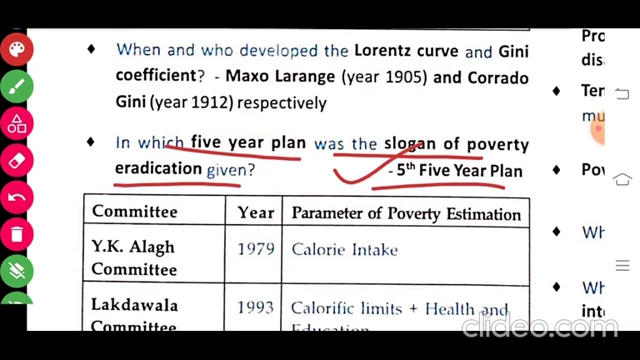 ♦ When and who developed the Lorentz curve and Gini
coefficient? - Maxo Larange (year 1905) and Corrado
Gini (year 1912) respectively
♦ In which five year plan was the slogan of poverty
eradication given? - 5th Five Year Plan
Committee Year Parameter of Poverty Estimation
Y.K. Alagh 1979 Calorie Intake
Committee
Lakdawala 1993 Calorific limits + Health and
Committee Education
Pro
disa
♦ Ten
mu
♦ Pov
♦ Wh
♦ Wh
int
clideo.com